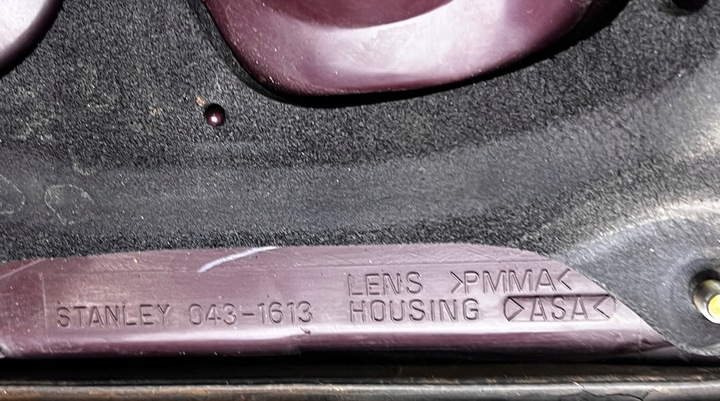 LENS >PMMA<
STANLEY 043-1613 HOUSING >ASA<